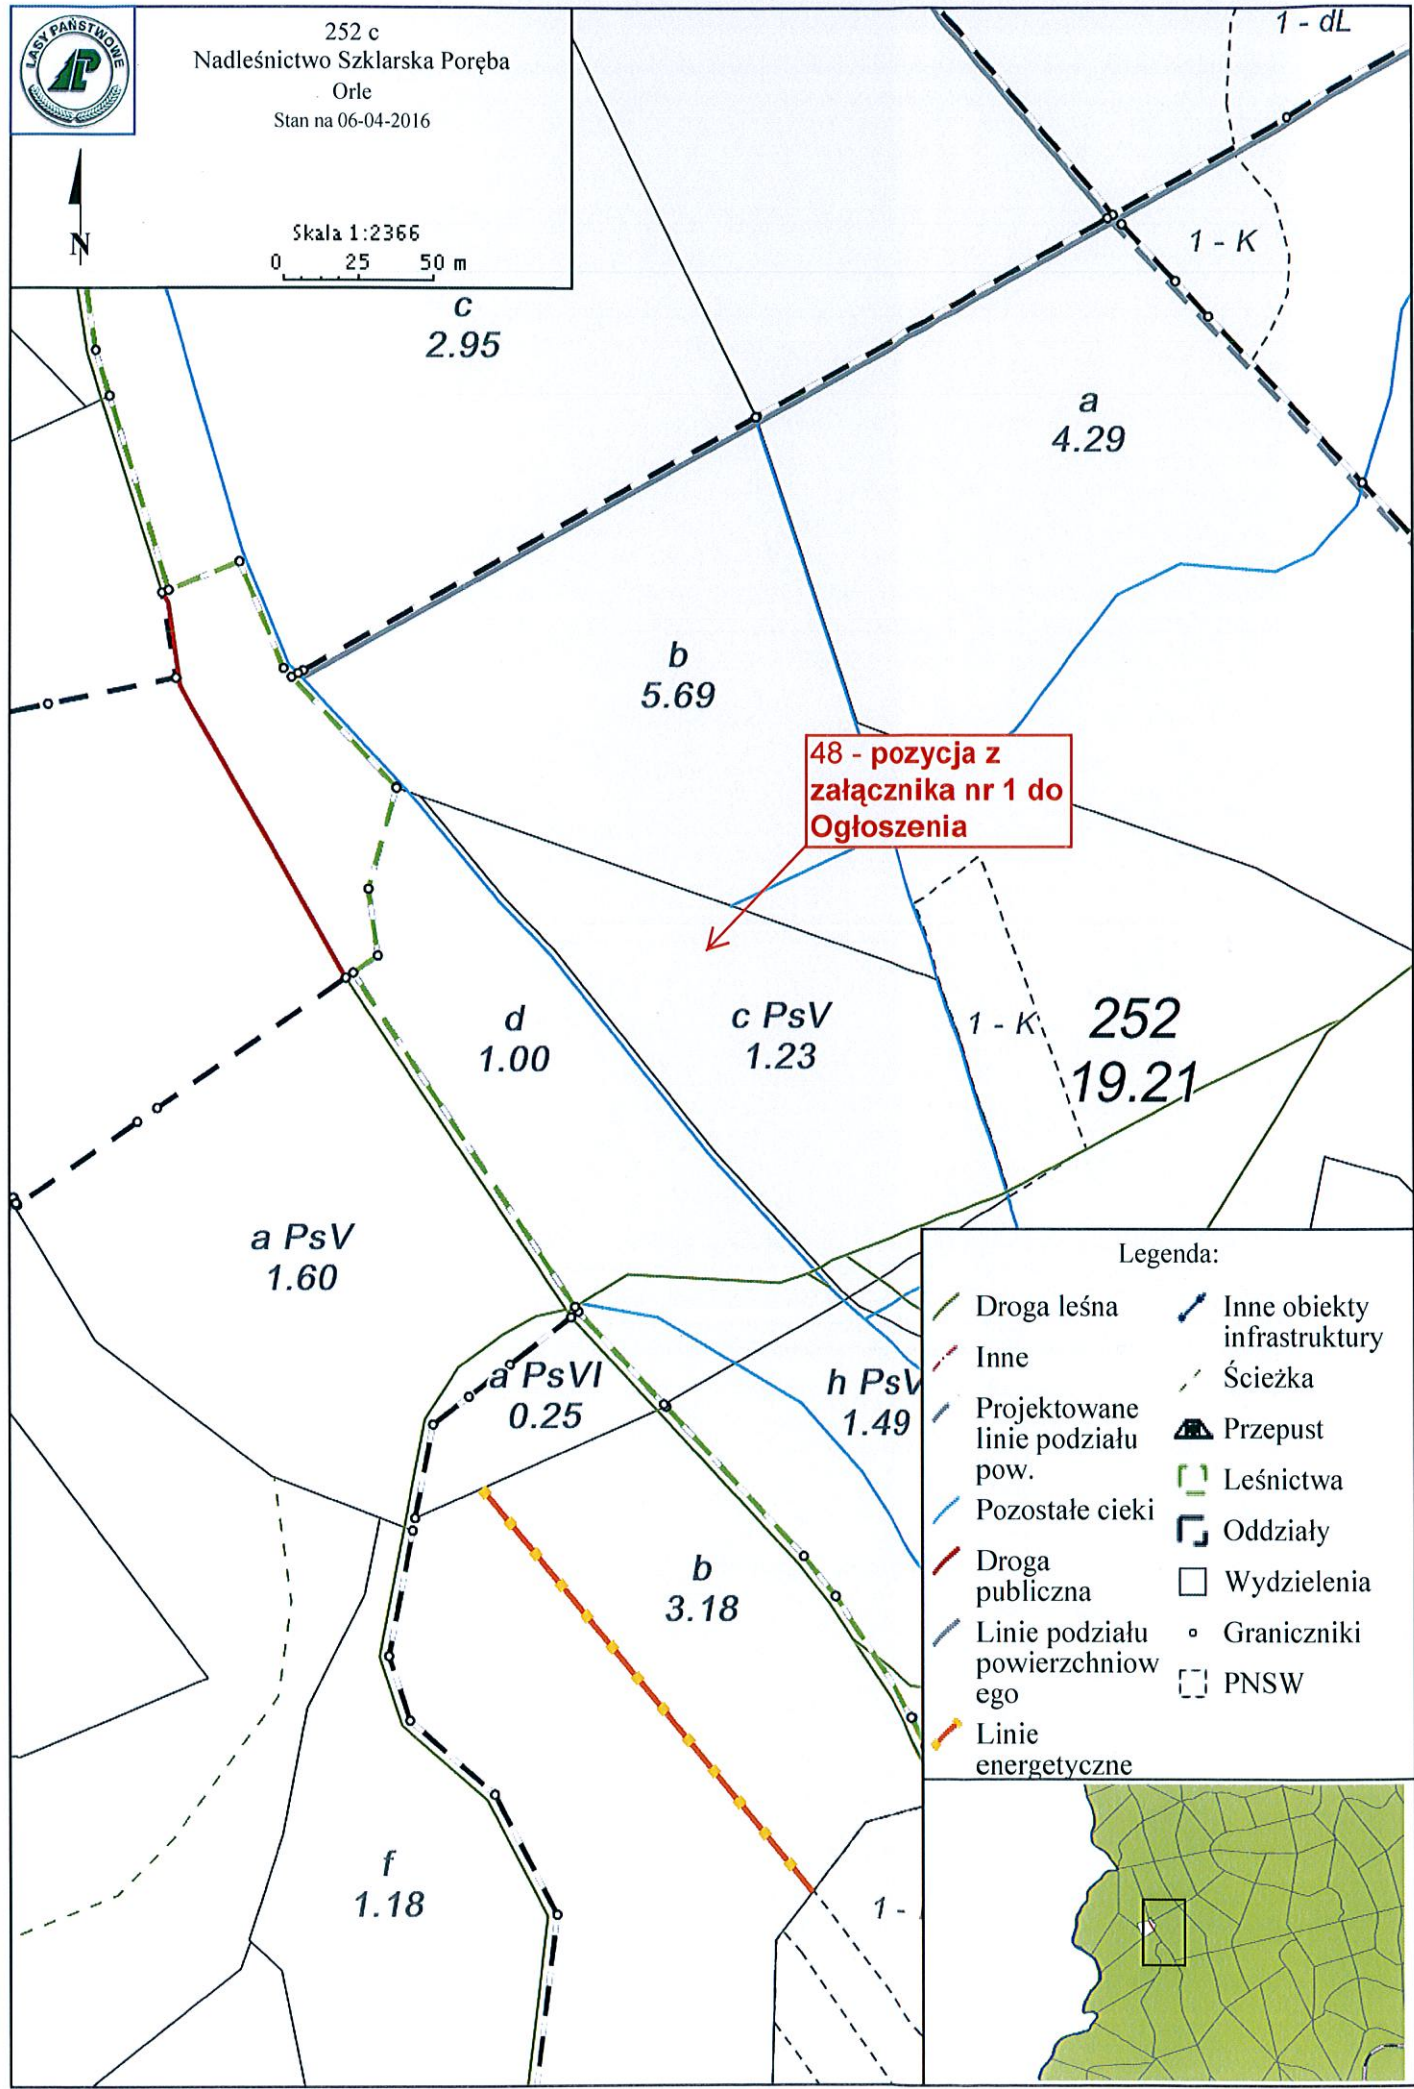 LASY PAŃSTWOWE
252 c
Nadleśnictwo Szklarska Poręba
Orle
Stan na 06-04-2016
N
Skala 1:2366
0 25 50 m
1 - dL
1 - K
c
2.95
a
4.29
b
5.69
48 - pozycja z
załącznika nr 1 do
Ogłoszenia
d
1.00
c PsV
1.23
1 - K
252
19.21
a PsV
1.60
a PsVI
0.25
h PsV
1.49
b
3.18
f
1.18
1 -
Legenda:
Droga leśna
Inne
Projektowane
linie podziału
pow.
Pozostałe cieki
Droga
publiczna
Linie podziału
powierzchniow
ego
Linie
energetyczne
Inne obiekty
infrastruktury
Ścieżka
Przepust
Leśnictwa
Oddziały
Wydzielenia
Graniczniki
PNSW